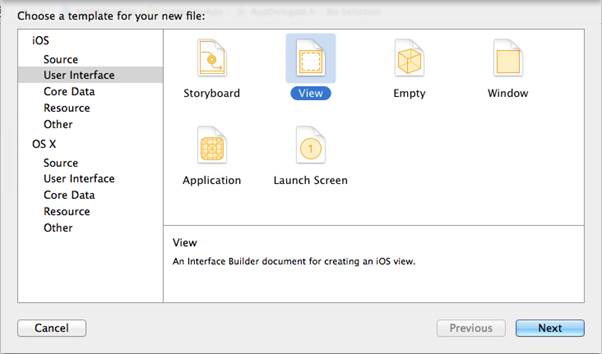 Choose a template for your new file:
iOS
Source
User Interface
Core Data
Resource
Other
OS X
Source
User Interface
Core Data
Resource
Other
Storyboard
View
Empty
Window
1
Application
Launch Screen
View
An Interface Builder document for creating an iOS view.
Cancel
Previous
Next